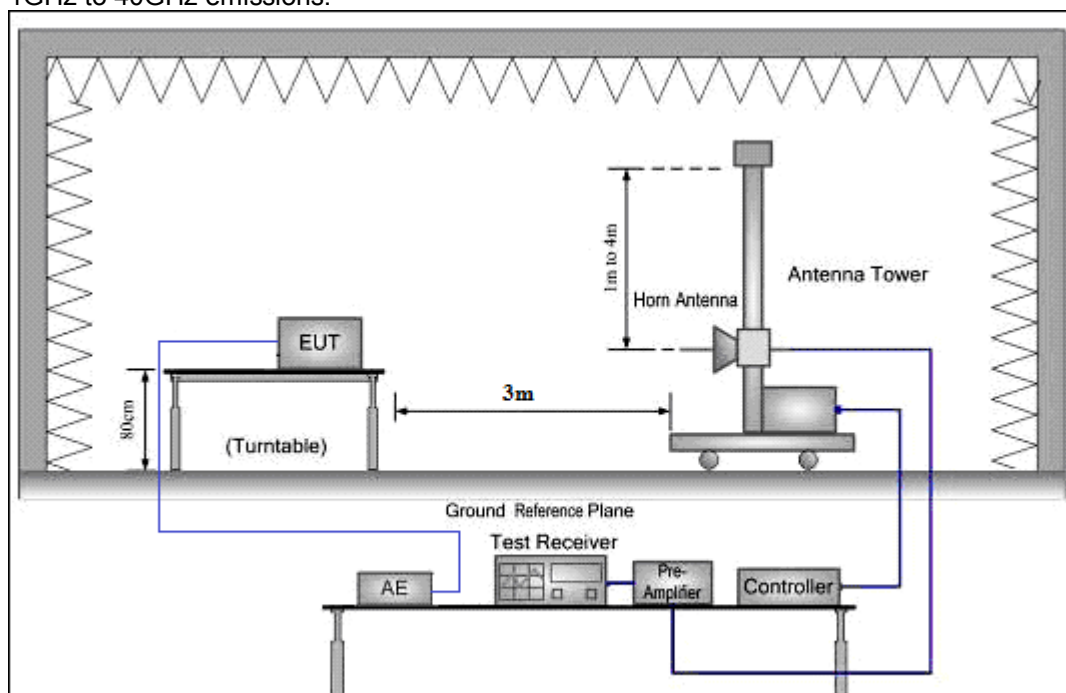 1GHz to 40GHz emissions:
1m to 4m
Antenna Tower
Horn Antenna
EUT
3m
80cm
(Turntable)
Ground Reference Plane
Test Receiver
AE
Pre-
Amplifier
Controller